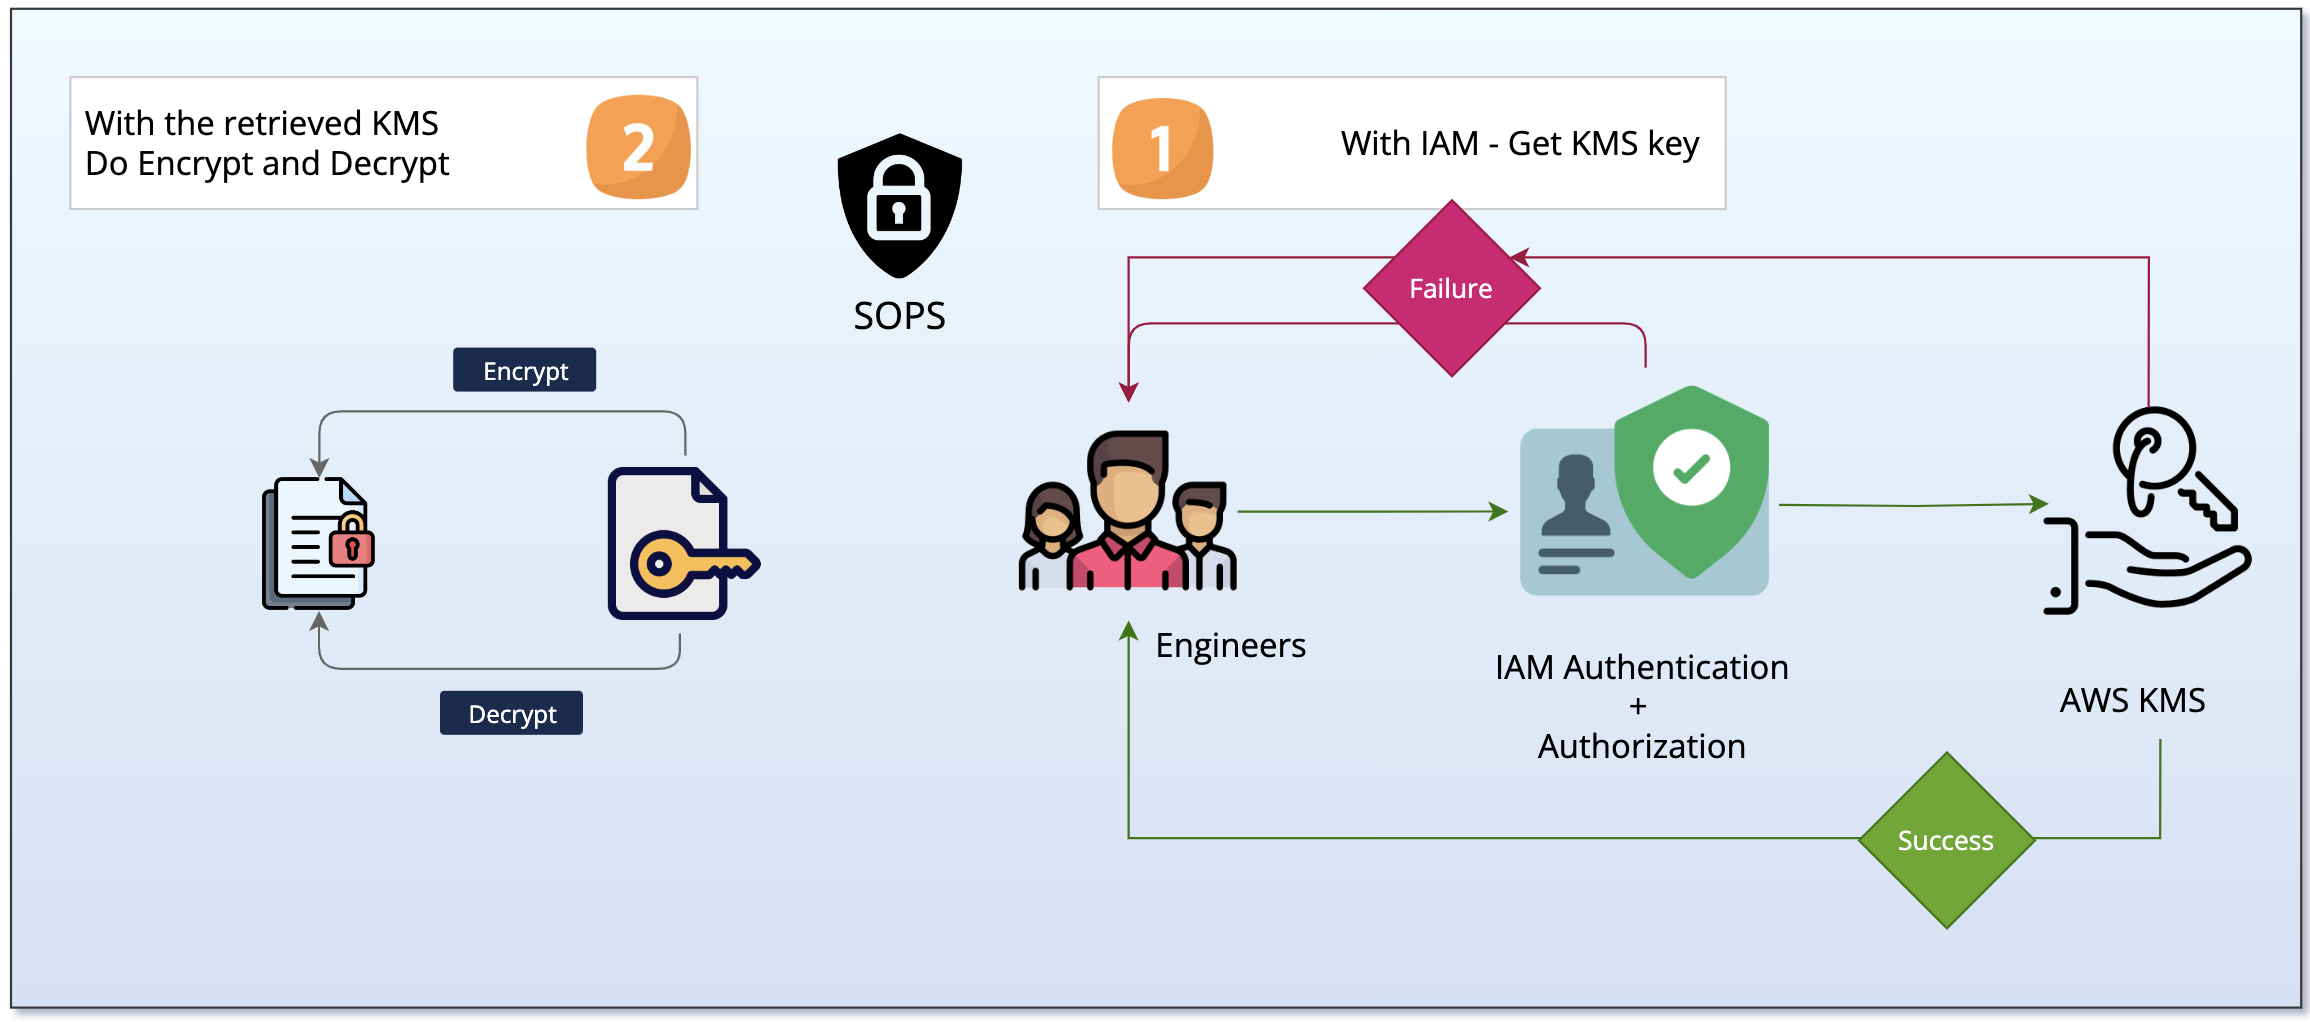 With the retrieved KMS
Do Encrypt and Decrypt
2
1
With IAM - Get KMS key
SOPS
Failure
Encrypt
Decrypt
Engineers
IAM Authentication
+
Authorization
AWS KMS
Success